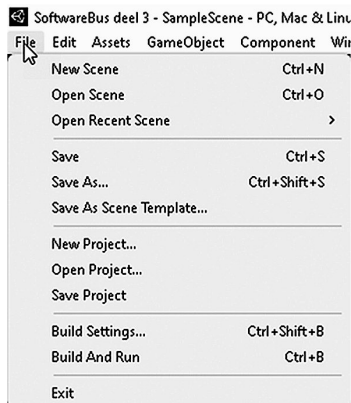 SoftwareBus deel 3 - SampleScene - PC, Mac & Linu
File Edit Assets GameObject Component Win
New Scene Ctrl+N
Open Scene Ctrl+O
Open Recent Scene >
Save Ctrl+S
Save As... Ctrl+Shift+S
Save As Scene Template...
New Project...
Open Project...
Save Project
Build Settings... Ctrl+Shift+B
Build And Run Ctrl+B
Exit